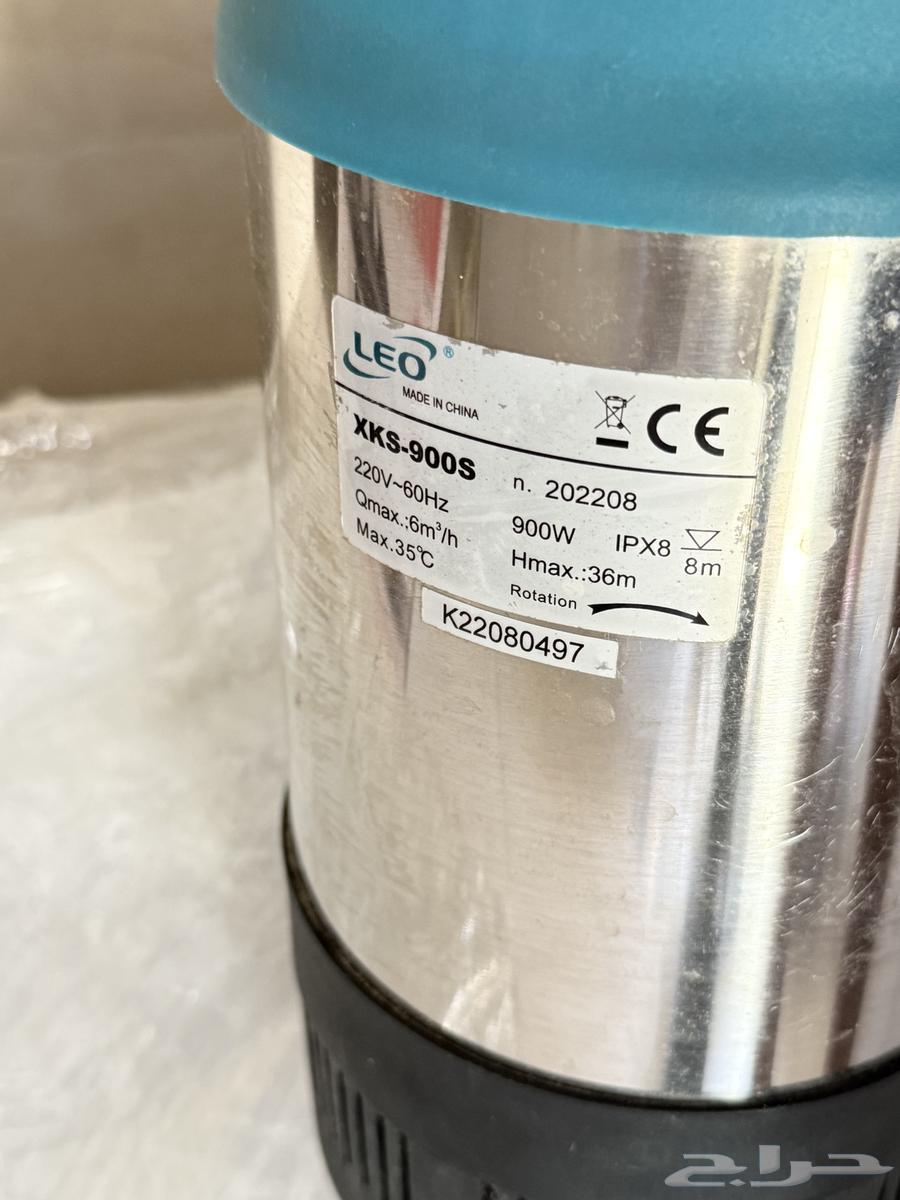 LEO®
MADE IN CHINA
CE
XKS-900S n. 202208
220V~60Hz 900W IPX8 8m
Qmax.:6m³/h Hmax.:36m
Max.35℃ Rotation
K22080497
حراج